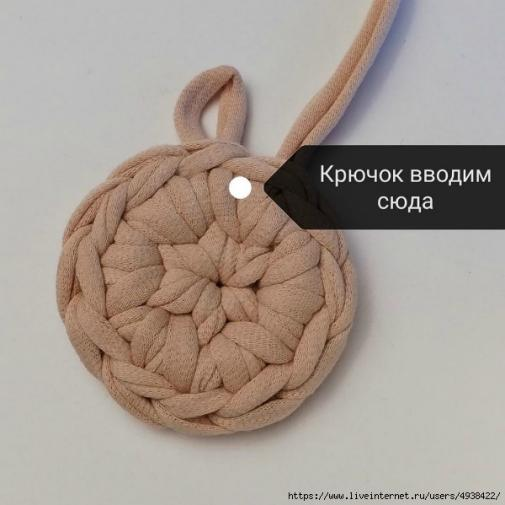 Крючок вводим
сюда
https://www.liveinternet.ru/users/4938422/